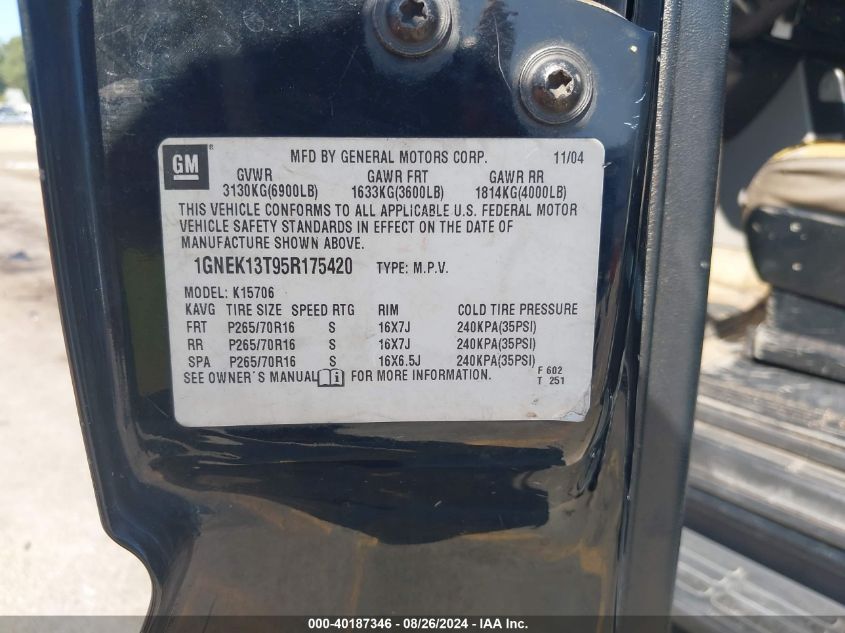 GM ®
MFD BY GENERAL MOTORS CORP. 11/04
GVWR GAWR FRT GAWR RR
3130KG(6900LB) 1633KG(3600LB) 1814KG(4000LB)
THIS VEHICLE CONFORMS TO ALL APPLICABLE U.S. FEDERAL MOTOR
VEHICLE SAFETY STANDARDS IN EFFECT ON THE DATE OF
MANUFACTURE SHOWN ABOVE.
1GNEK13T95R175420 TYPE: M.P.V.
MODEL: K15706
KAVG TIRE SIZE SPEED RTG RIM COLD TIRE PRESSURE
FRT P265/70R16 S 16X7J 240KPA(35PSI)
RR P265/70R16 S 16X7J 240KPA(35PSI)
SPA P265/70R16 S 16X6.5J 240KPA(35PSI)
SEE OWNER'S MANUAL i FOR MORE INFORMATION.
F 602
T 251
000-40187346 - 08/26/2024 - IAA Inc.